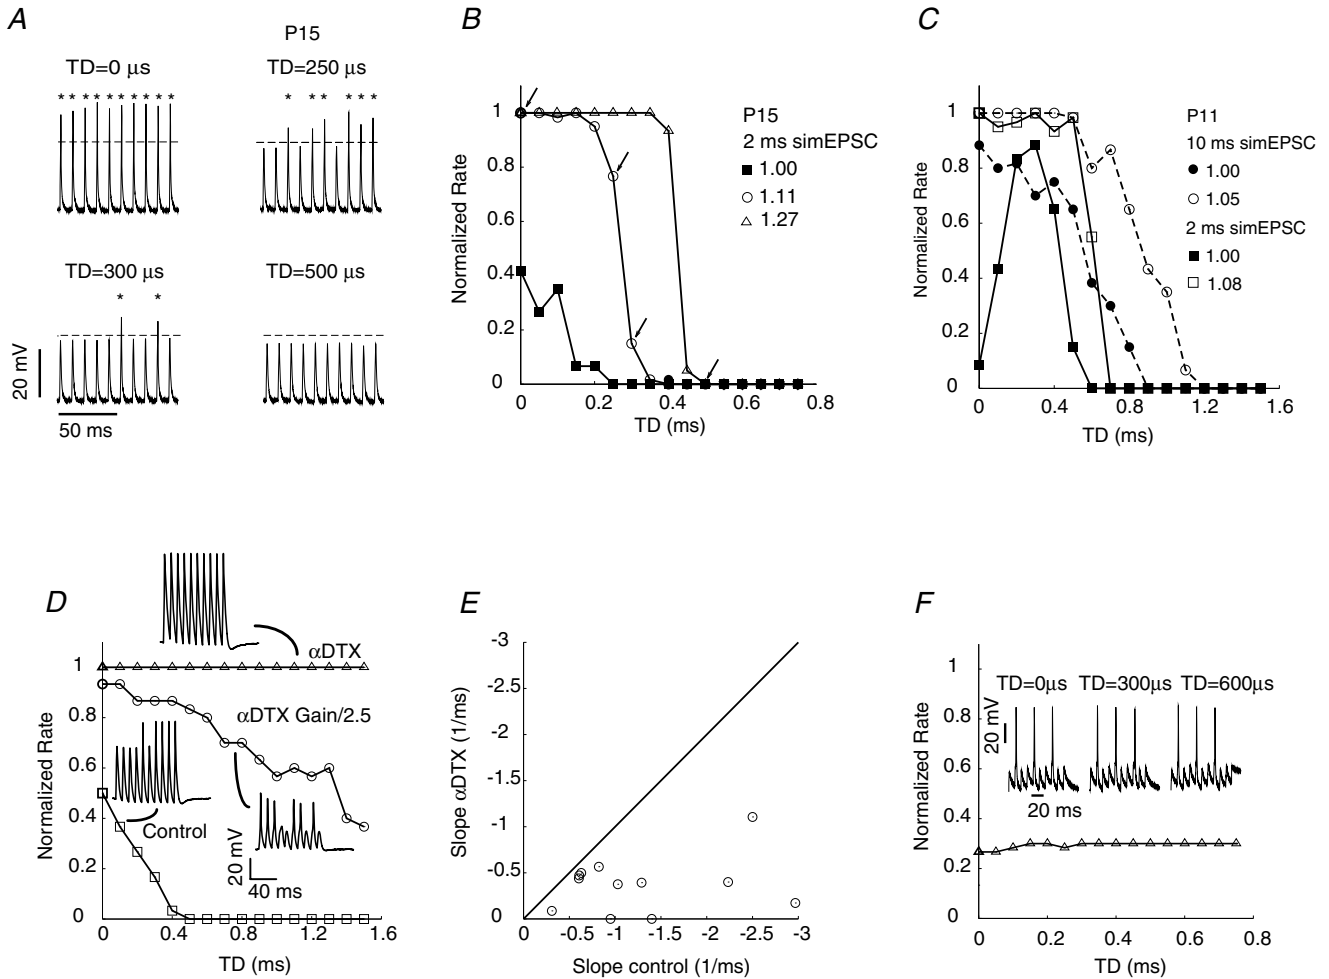 A
P15
TD=0 μs
TD=250 μs
* * * * * * * * * *
* * * * * *
TD=300 μs
TD=500 μs
* *
20 mV
50 ms
B
Normalized Rate
1
0.8
0.6
0.4
0.2
0
0 0.2 0.4 0.6 0.8
TD (ms)
P15
2 ms simEPSC
1.00
1.11
1.27
C
Normalized Rate
1
0.8
0.6
0.4
0.2
0
0 0.4 0.8 1.2 1.6
TD (ms)
P11
10 ms simEPSC
1.00
1.05
2 ms simEPSC
1.00
1.08
D
Normalized Rate
1
0.8
0.6
0.4
0.2
0
0 0.4 0.8 1.2 1.6
TD (ms)
αDTX
αDTX Gain/2.5
Control
20 mV
40 ms
E
Slope αDTX (1/ms)
-3
-2.5
-2
-1.5
-1
-0.5
0
0 -0.5 -1 -1.5 -2 -2.5 -3
Slope control (1/ms)
F
Normalized Rate
1
0.8
0.6
0.4
0.2
0
0 0.2 0.4 0.6 0.8
TD (ms)
TD=0μs TD=300μs TD=600μs
20 mV
20 ms